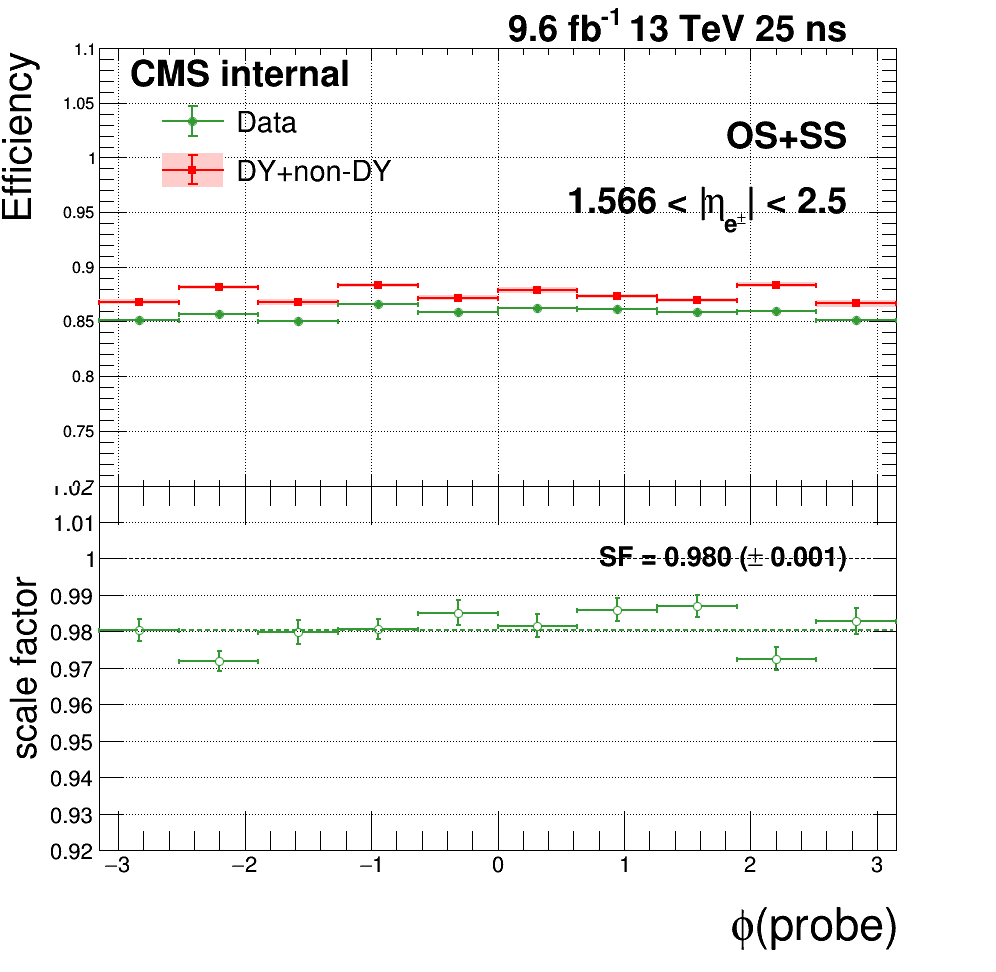 9.6 fb⁻¹ 13 TeV 25 ns
Efficiency
1.1
1.05
1
0.95
0.9
0.85
0.8
0.75
CMS internal
Data
DY+non-DY
OS+SS
1.566 < |η_e±| < 2.5
scale factor
1.02
1.01
1
0.99
0.98
0.97
0.96
0.95
0.94
0.93
0.92
SF = 0.980 (± 0.001)
−3 −2 −1 0 1 2 3
ϕ(probe)